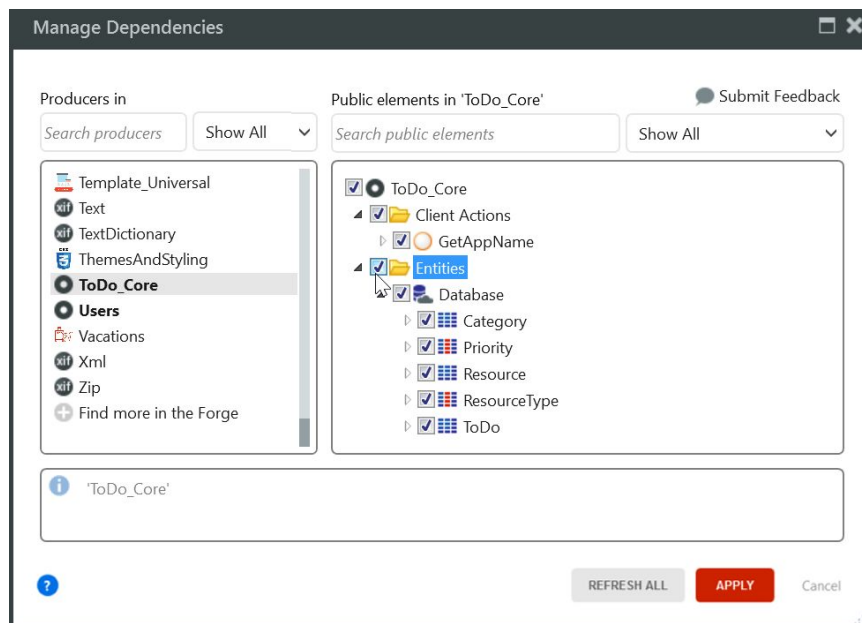 Manage Dependencies
Producers in
Search producers
Show All
Template_Universal
Text
TextDictionary
ThemesAndStyling
ToDo_Core
Users
Vacations
Xml
Zip
Find more in the Forge
Public elements in 'ToDo_Core'
Submit Feedback
Search public elements
Show All
ToDo_Core
Client Actions
GetAppName
Entities
Database
Category
Priority
Resource
ResourceType
ToDo
'ToDo_Core'
REFRESH ALL
APPLY
Cancel